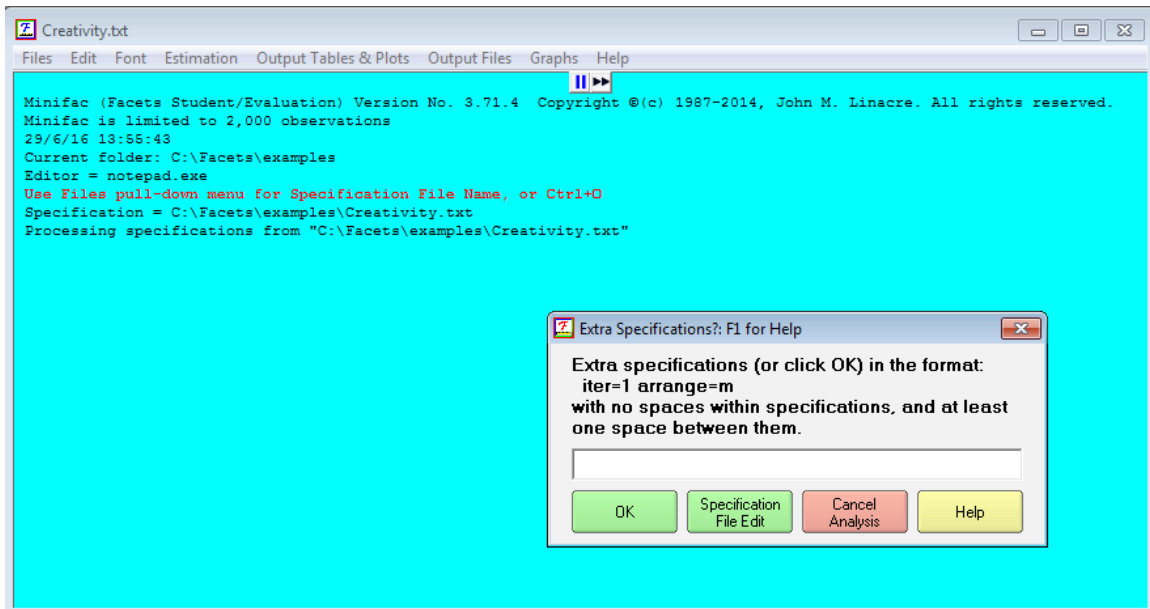 Creativity.txt
Files Edit Font Estimation Output Tables & Plots Output Files Graphs Help
Minifac (Facets Student/Evaluation) Version No. 3.71.4 Copyright ©(c) 1987-2014, John M. Linacre. All rights reserved.
Minifac is limited to 2,000 observations
29/6/16 13:55:43
Current folder: C:\Facets\examples
Editor = notepad.exe
Use Files pull-down menu for Specification File Name, or Ctrl+O
Specification = C:\Facets\examples\Creativity.txt
Processing specifications from "C:\Facets\examples\Creativity.txt"
Extra Specifications?: F1 for Help
Extra specifications (or click OK) in the format:
iter=1 arrange=m
with no spaces within specifications, and at least
one space between them.
OK
Specification
File Edit
Cancel
Analysis
Help